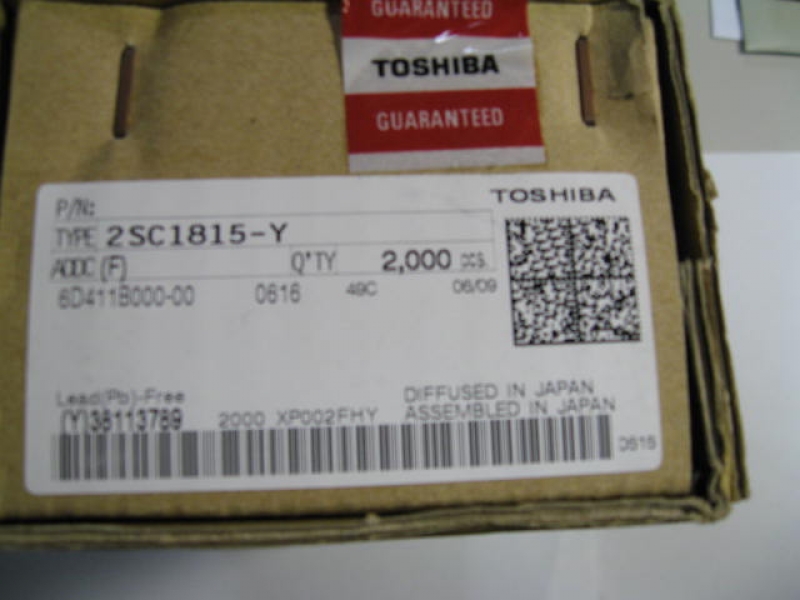 GUARANTEED
TOSHIBA
GUARANTEED
TOSHIBA
P/N:
TYPE 2SC1815-Y
ADDC (F) Q'TY 2,000 pcs.
6D411B000-00 0616 49C 06/09
Lead(Pb)-Free DIFFUSED IN JAPAN
(Y)38113789 2000 XP002FHY ASSEMBLED IN JAPAN
0616